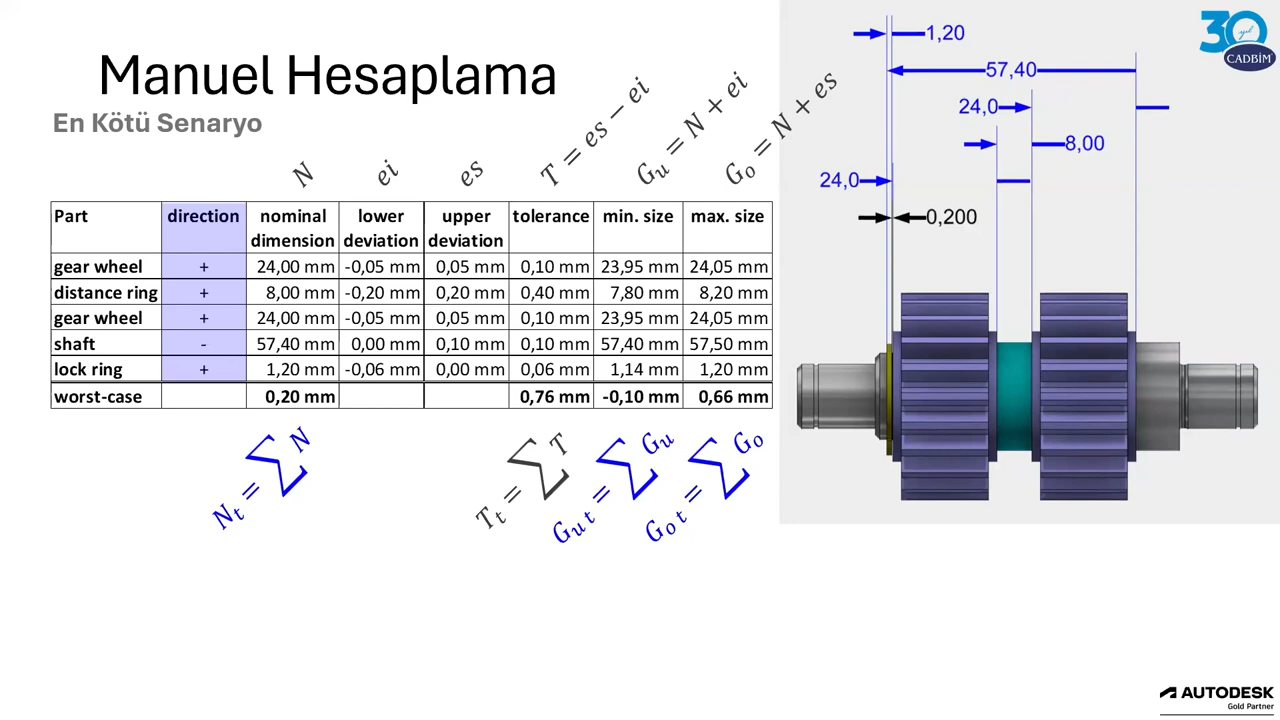 Manuel Hesaplama
En Kötü Senaryo
N
ei
es
T = es − ei
Gu = N + ei
Go = N + es
Part direction nominal dimension lower deviation upper deviation tolerance min. size max. size
gear wheel + 24,00 mm -0,05 mm 0,05 mm 0,10 mm 23,95 mm 24,05 mm
distance ring + 8,00 mm -0,20 mm 0,20 mm 0,40 mm 7,80 mm 8,20 mm
gear wheel + 24,00 mm -0,05 mm 0,05 mm 0,10 mm 23,95 mm 24,05 mm
shaft - 57,40 mm 0,00 mm 0,10 mm 0,10 mm 57,40 mm 57,50 mm
lock ring + 1,20 mm -0,06 mm 0,00 mm 0,06 mm 1,14 mm 1,20 mm
worst-case 0,20 mm 0,76 mm -0,10 mm 0,66 mm
Nt = ∑ N
Tt = ∑ T
Gu t = ∑ Gu
Go t = ∑ Go
1,20
57,40
24,0
8,00
24,0
0,200
30
yıl
CADBİM
AUTODESK
Gold Partner